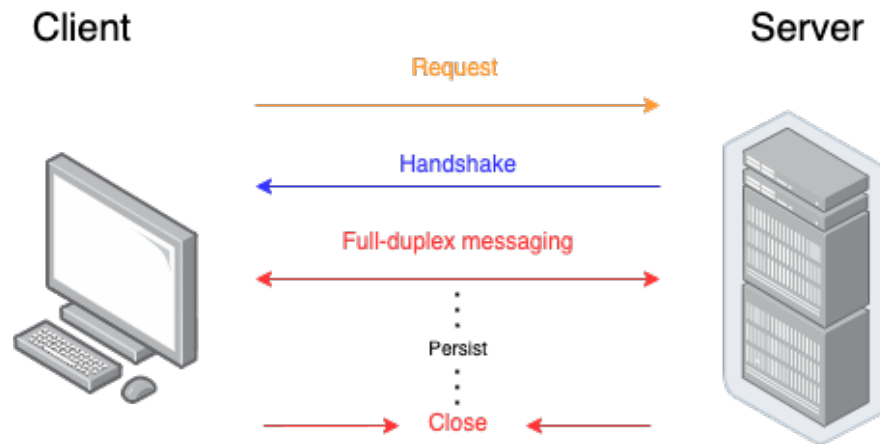 Client
Server
Request
Handshake
Full-duplex messaging
Persist
Close